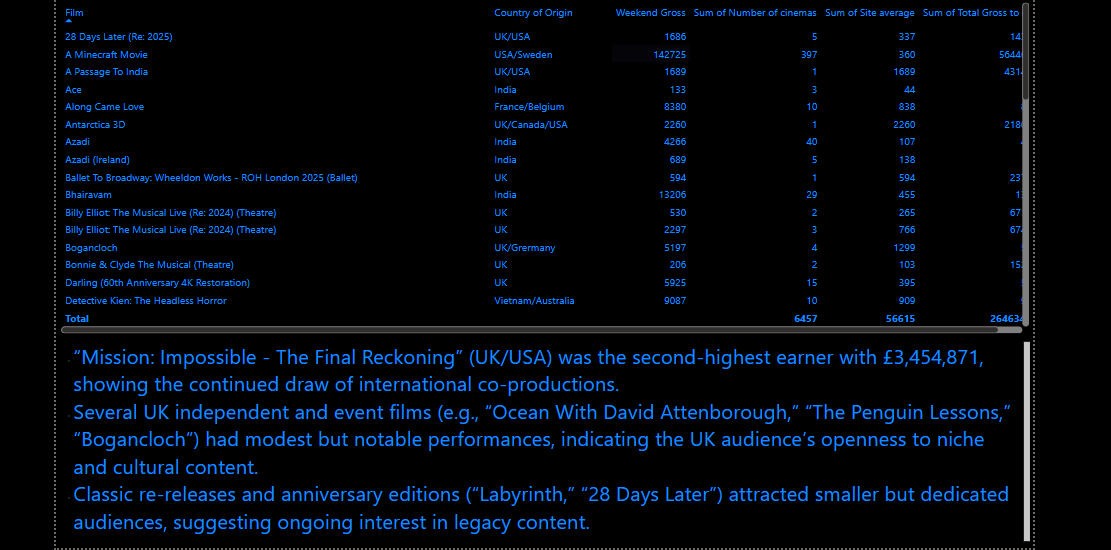 Film Country of Origin Weekend Gross Sum of Number of cinemas Sum of Site average Sum of Total Gross to
28 Days Later (Re: 2025) UK/USA 1686 5 337 14
A Minecraft Movie USA/Sweden 142725 397 360 5644
A Passage To India UK/USA 1689 1 1689 431
Ace India 133 3 44
Along Came Love France/Belgium 8380 10 838
Antarctica 3D UK/Canada/USA 2260 1 2260 218
Azadi India 4266 40 107
Azadi (Ireland) India 689 5 138
Ballet To Broadway: Wheeldon Works - ROH London 2025 (Ballet) UK 594 1 594 23
Bhairavam India 13206 29 455 1
Billy Elliot: The Musical Live (Re: 2024) (Theatre) UK 530 2 265 67
Billy Elliot: The Musical Live (Re: 2024) (Theatre) UK 2297 3 766 67
Bogancloch UK/Grermany 5197 4 1299
Bonnie & Clyde The Musical (Theatre) UK 206 2 103 15
Darling (60th Anniversary 4K Restoration) UK 5925 15 395
Detective Kien: The Headless Horror Vietnam/Australia 9087 10 909
Total 6457 56615 26463
“Mission: Impossible - The Final Reckoning” (UK/USA) was the second-highest earner with £3,454,871,
showing the continued draw of international co-productions.
Several UK independent and event films (e.g., “Ocean With David Attenborough,” “The Penguin Lessons,”
“Bogancloch”) had modest but notable performances, indicating the UK audience’s openness to niche
and cultural content.
Classic re-releases and anniversary editions (“Labyrinth,” “28 Days Later”) attracted smaller but dedicated
audiences, suggesting ongoing interest in legacy content.